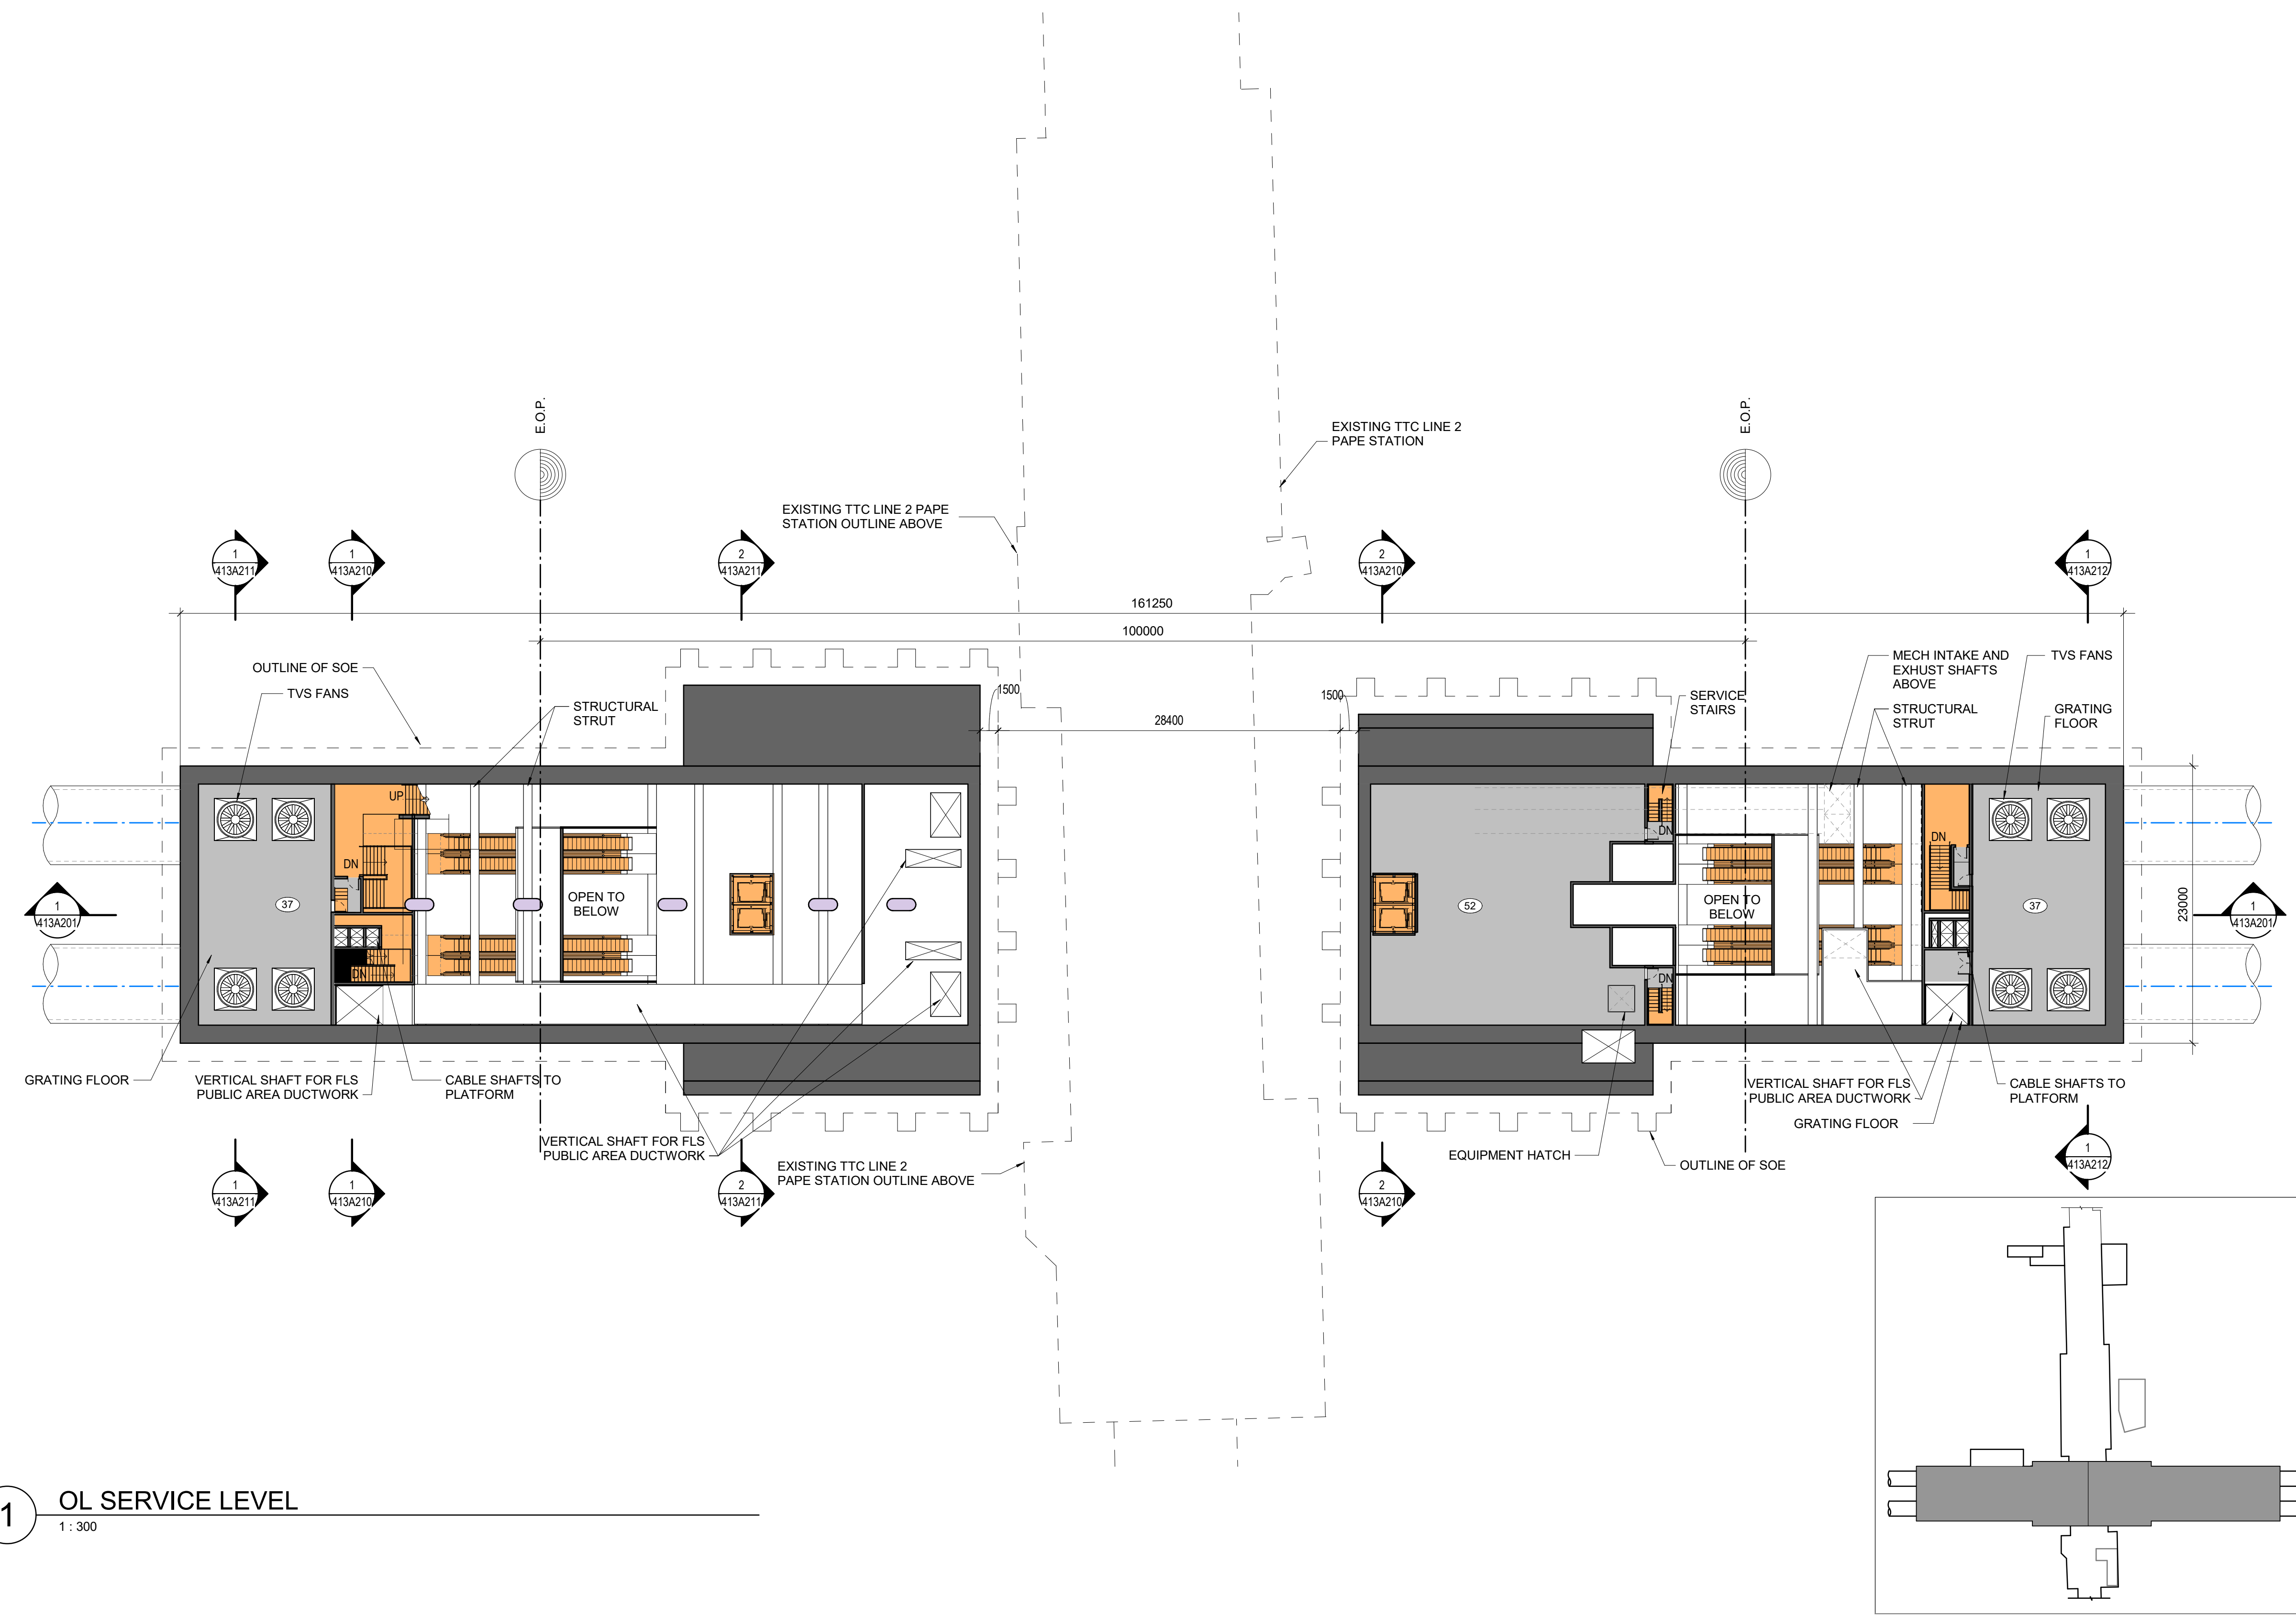 E.O.P.
E.O.P.
EXISTING TTC LINE 2
PAPE STATION
EXISTING TTC LINE 2 PAPE
STATION OUTLINE ABOVE
1
413A211
1
413A210
2
413A211
2
413A210
1
413A212
161250
100000
OUTLINE OF SOE
TVS FANS
STRUCTURAL
STRUT
1500
28400
1500
SERVICE
STAIRS
MECH INTAKE AND
EXHUST SHAFTS
ABOVE
STRUCTURAL
STRUT
TVS FANS
GRATING
FLOOR
UP
DN
DN
37
OPEN TO
BELOW
52
DN
DN
OPEN TO
BELOW
DN
37
23000
1
413A201
1
413A201
GRATING FLOOR
VERTICAL SHAFT FOR FLS
PUBLIC AREA DUCTWORK
CABLE SHAFTS TO
PLATFORM
VERTICAL SHAFT FOR FLS
PUBLIC AREA DUCTWORK
EXISTING TTC LINE 2
PAPE STATION OUTLINE ABOVE
EQUIPMENT HATCH
OUTLINE OF SOE
VERTICAL SHAFT FOR FLS
PUBLIC AREA DUCTWORK
GRATING FLOOR
CABLE SHAFTS TO
PLATFORM
1
413A211
1
413A210
2
413A211
2
413A210
1
413A212
1
OL SERVICE LEVEL
1 : 300